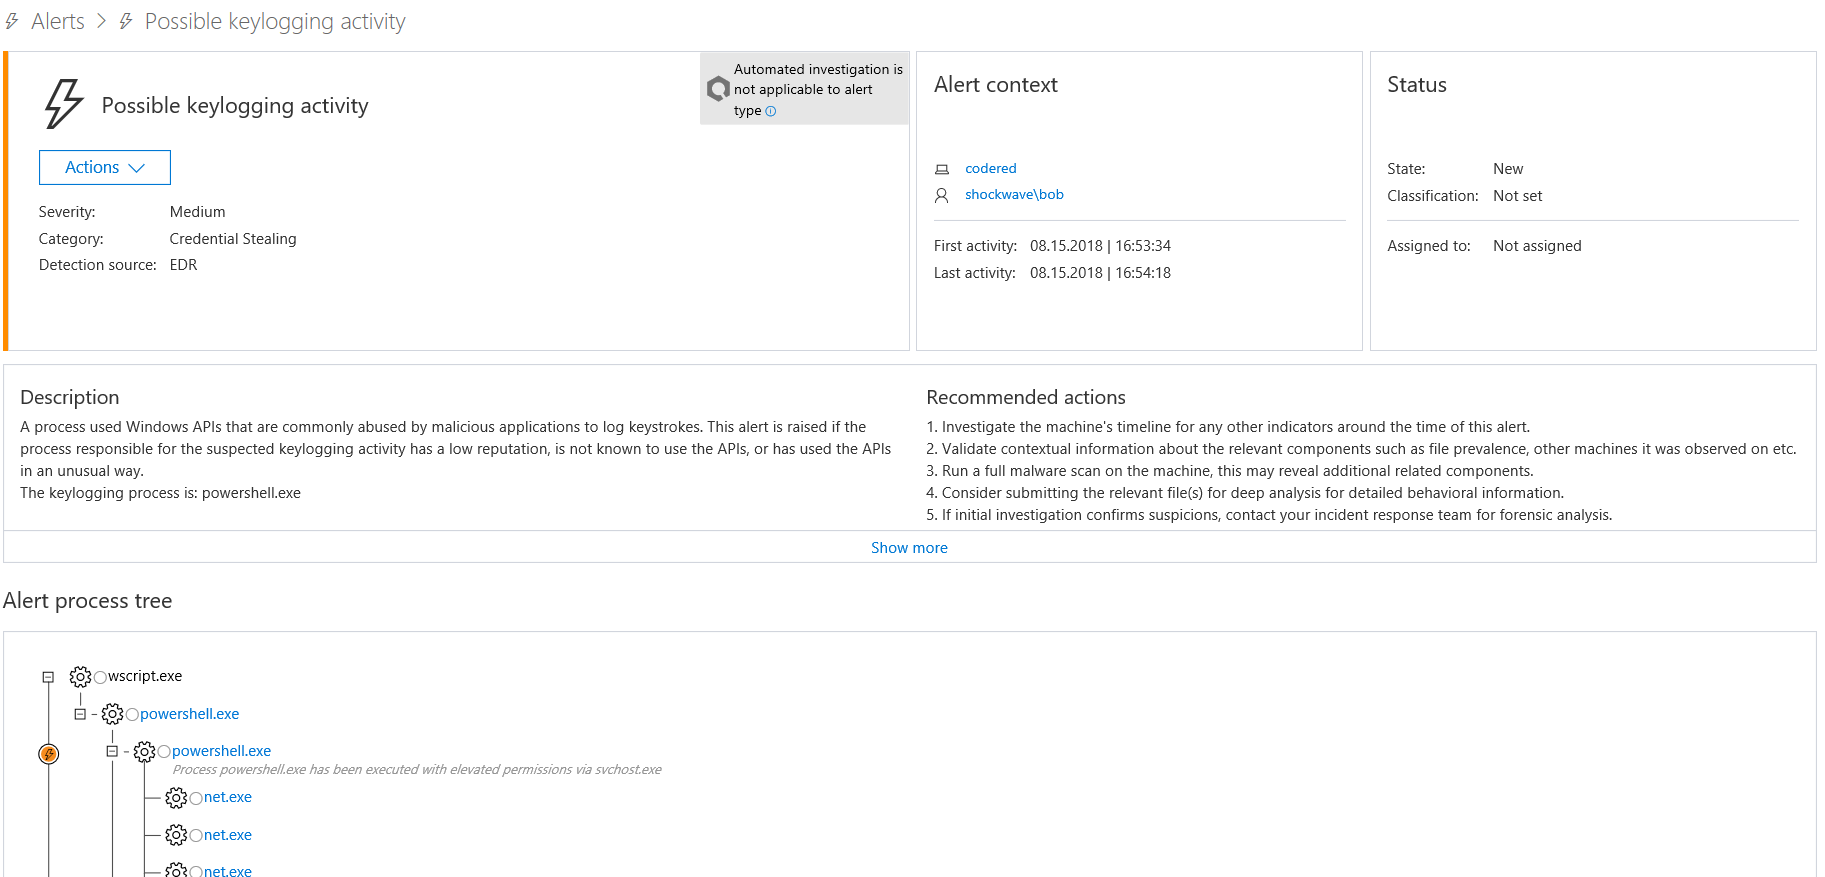 Alerts > Possible keylogging activity
Possible keylogging activity
Automated investigation is
not applicable to alert
type
Actions
Severity: Medium
Category: Credential Stealing
Detection source: EDR
Alert context
codered
shockwave\bob
First activity: 08.15.2018 | 16:53:34
Last activity: 08.15.2018 | 16:54:18
Status
State: New
Classification: Not set
Assigned to: Not assigned
Description
A process used Windows APIs that are commonly abused by malicious applications to log keystrokes. This alert is raised if the
process responsible for the suspected keylogging activity has a low reputation, is not known to use the APIs, or has used the APIs
in an unusual way.
The keylogging process is: powershell.exe
Recommended actions
1. Investigate the machine's timeline for any other indicators around the time of this alert.
2. Validate contextual information about the relevant components such as file prevalence, other machines it was observed on etc.
3. Run a full malware scan on the machine, this may reveal additional related components.
4. Consider submitting the relevant file(s) for deep analysis for detailed behavioral information.
5. If initial investigation confirms suspicions, contact your incident response team for forensic analysis.
Show more
Alert process tree
wscript.exe
powershell.exe
powershell.exe
Process powershell.exe has been executed with elevated permissions via svchost.exe
net.exe
net.exe
net.exe